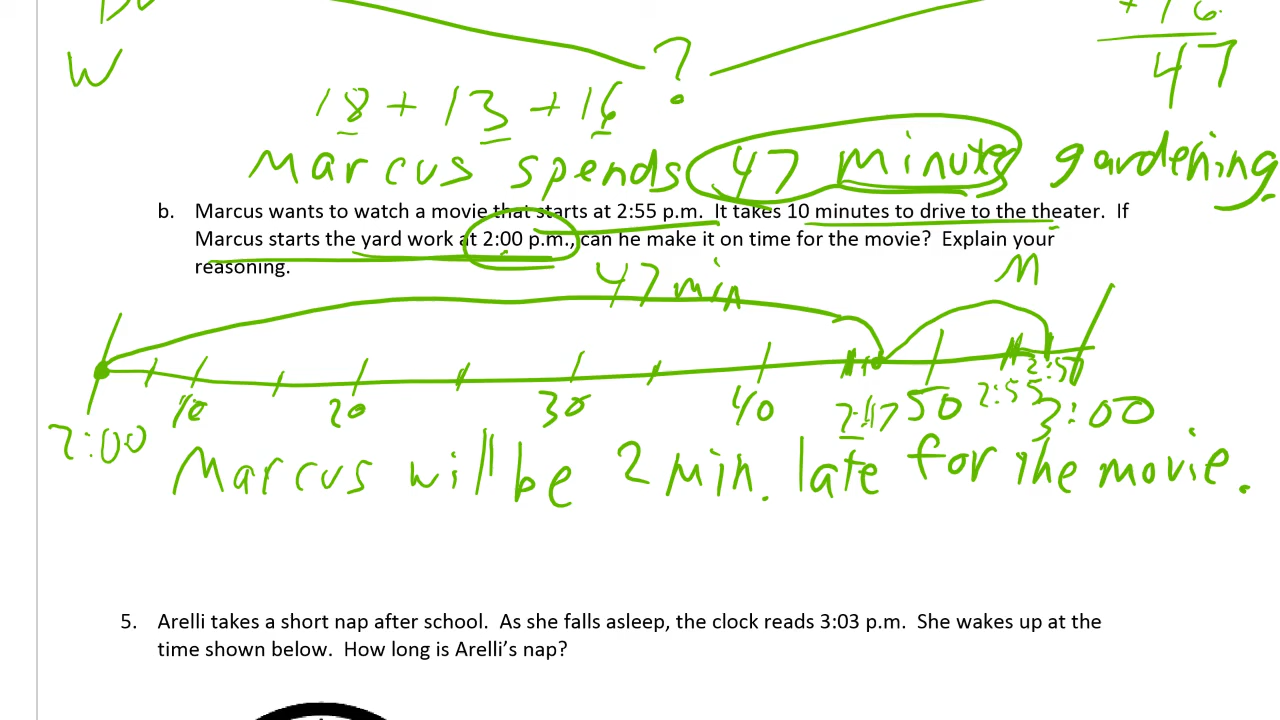 + 16
W
?
47
18 + 13 + 16
Marcus spends 47 minutes gardening.
b. Marcus wants to watch a movie that starts at 2:55 p.m. It takes 10 minutes to drive to the theater. If
Marcus starts the yard work at 2:00 p.m., can he make it on time for the movie? Explain your
reasoning.
47 min
M
2:00 10 20 30 40 2:47 50 2:55 2:57 3:00
Marcus will be 2 min. late for the movie.
5. Arelli takes a short nap after school. As she falls asleep, the clock reads 3:03 p.m. She wakes up at the
time shown below. How long is Arelli's nap?